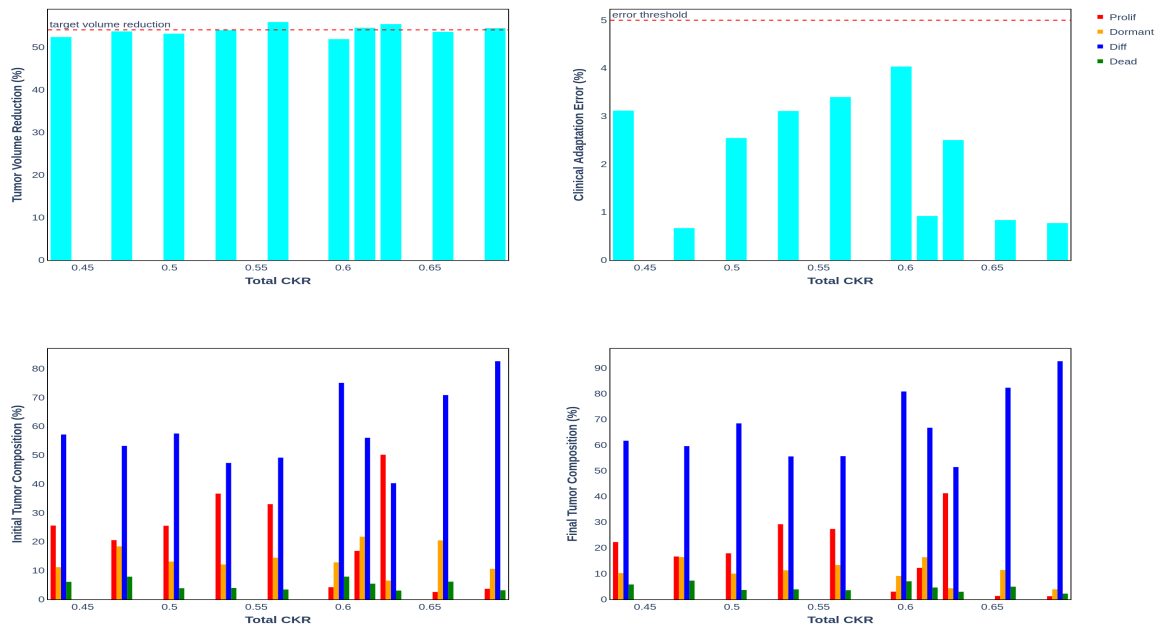 target volume reduction
50
40
30
20
10
0
Tumor Volume Reduction (%)
0.45 0.5 0.55 0.6 0.65
Total CKR
error threshold
5
4
3
2
1
0
Clinical Adaptation Error (%)
0.45 0.5 0.55 0.6 0.65
Total CKR
Prolif
Dormant
Diff
Dead
80
70
60
50
40
30
20
10
0
Initial Tumor Composition (%)
0.45 0.5 0.55 0.6 0.65
Total CKR
90
80
70
60
50
40
30
20
10
0
Final Tumor Composition (%)
0.45 0.5 0.55 0.6 0.65
Total CKR